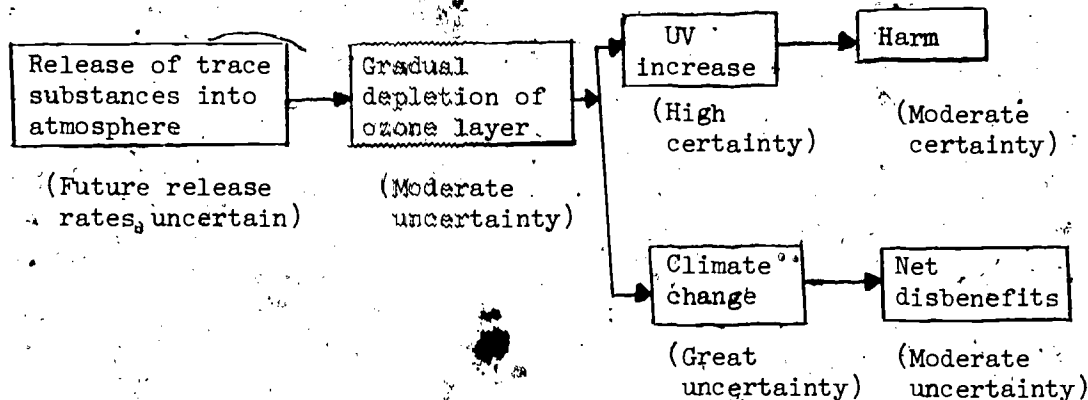 Release of trace
substances into
atmosphere
(Future release
rates uncertain)
Gradual
depletion of
ozone layer
(Moderate
uncertainty)
UV
increase
(High
certainty)
Harm
(Moderate
certainty)
Climate
change
(Great
uncertainty)
Net
disbenefits
(Moderate
uncertainty)